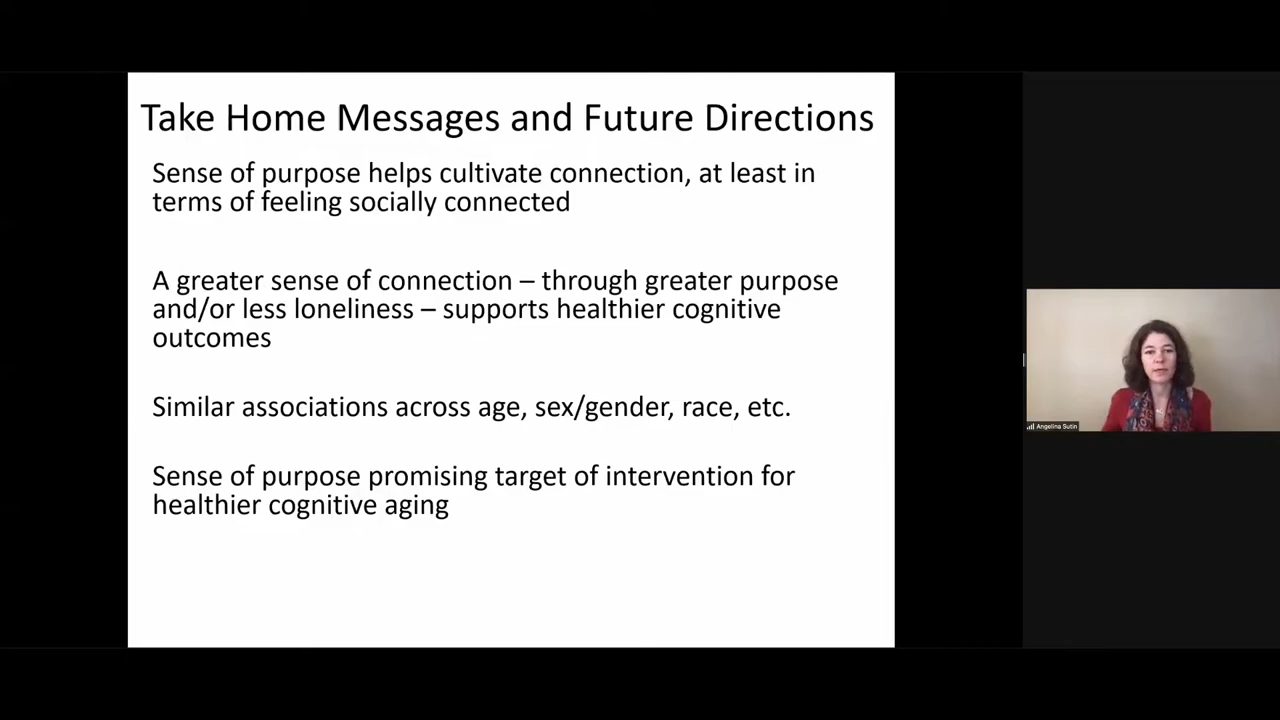 Take Home Messages and Future Directions
Sense of purpose helps cultivate connection, at least in
terms of feeling socially connected
A greater sense of connection – through greater purpose
and/or less loneliness – supports healthier cognitive
outcomes
Similar associations across age, sex/gender, race, etc.
Sense of purpose promising target of intervention for
healthier cognitive aging
Angelina Sutin